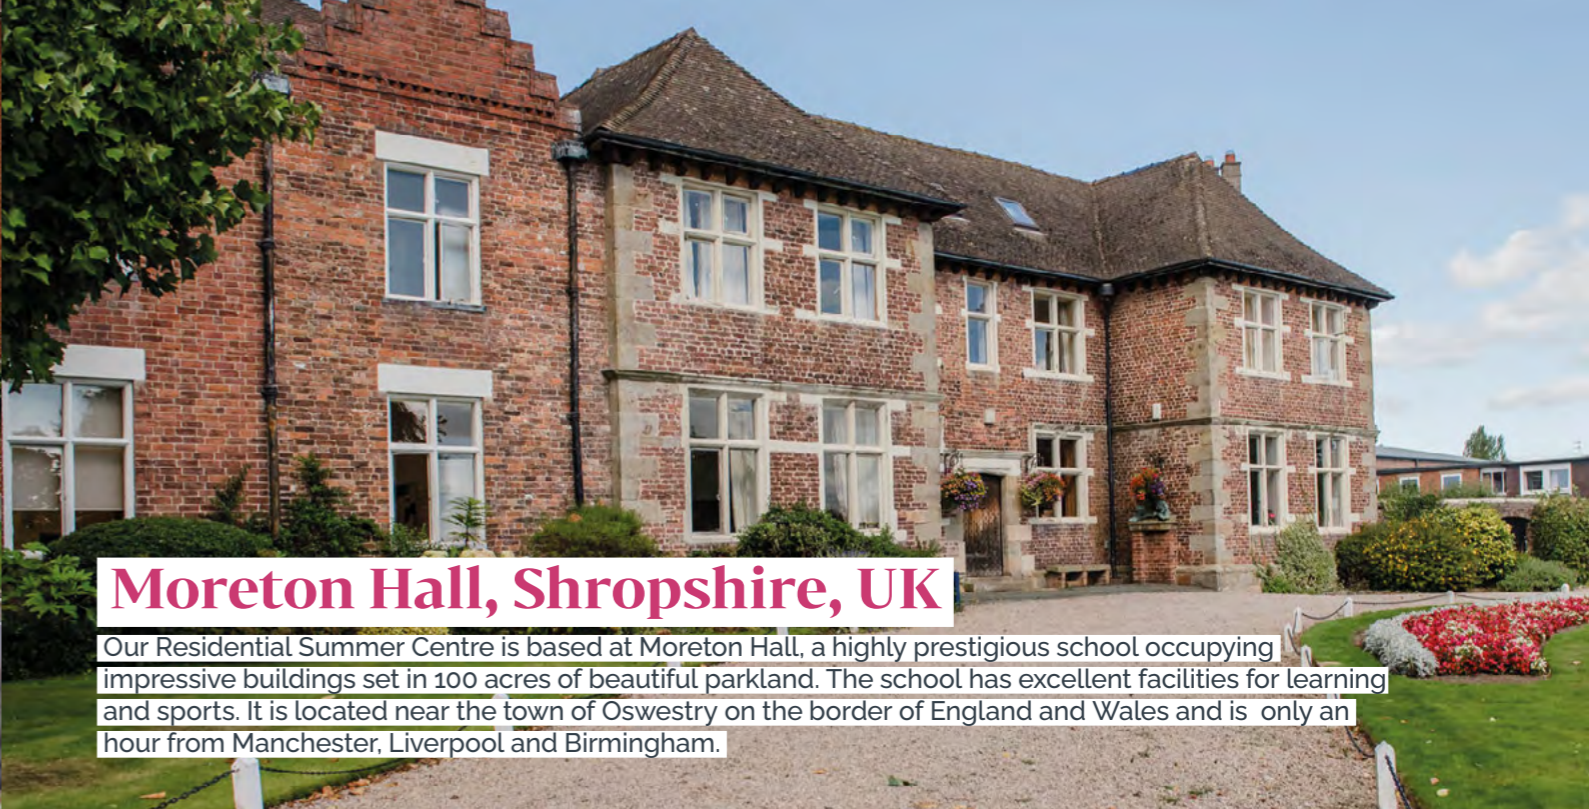 Moreton Hall, Shropshire, UK
Our Residential Summer Centre is based at Moreton Hall, a highly prestigious school occupying
impressive buildings set in 100 acres of beautiful parkland. The school has excellent facilities for learning
and sports. It is located near the town of Oswestry on the border of England and Wales and is  only an
hour from Manchester, Liverpool and Birmingham.